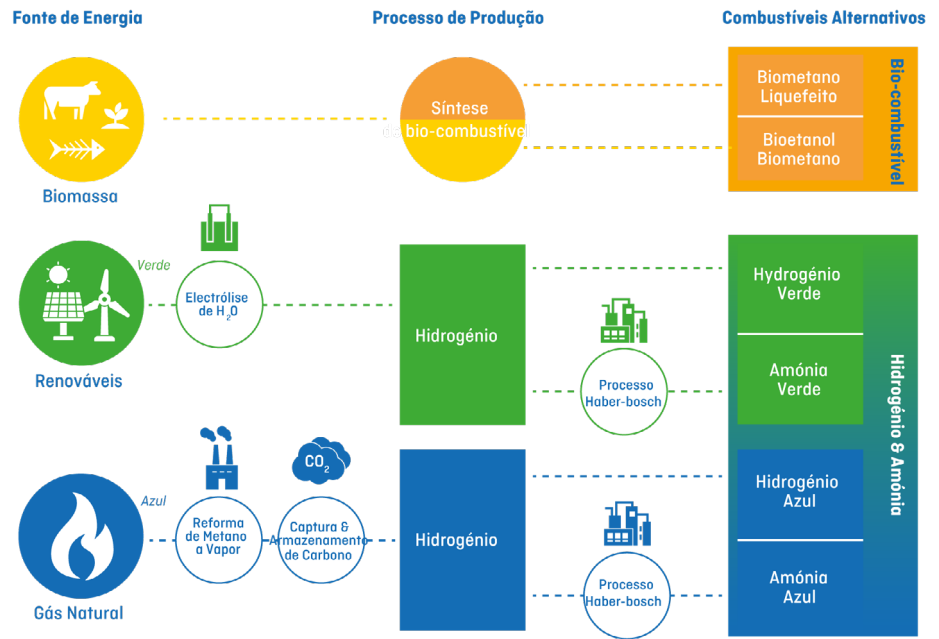 Fonte de Energia
Processo de Produção
Combustíveis Alternativos
Biomassa
Síntese
de bio-combustível
Biometano
Liquefeito
Bioetanol
Biometano
Bio-combustível
Verde
Renováveis
Electrólise
de H2O
Hidrogénio
Processo
Haber-bosch
Hydrogénio
Verde
Amónia
Verde
Hidrogénio & Amónia
Azul
Gás Natural
Reforma
de Metano
a Vapor
CO2
Captura &
Armazenamento
de Carbono
Hidrogénio
Processo
Haber-bosch
Hidrogénio
Azul
Amónia
Azul